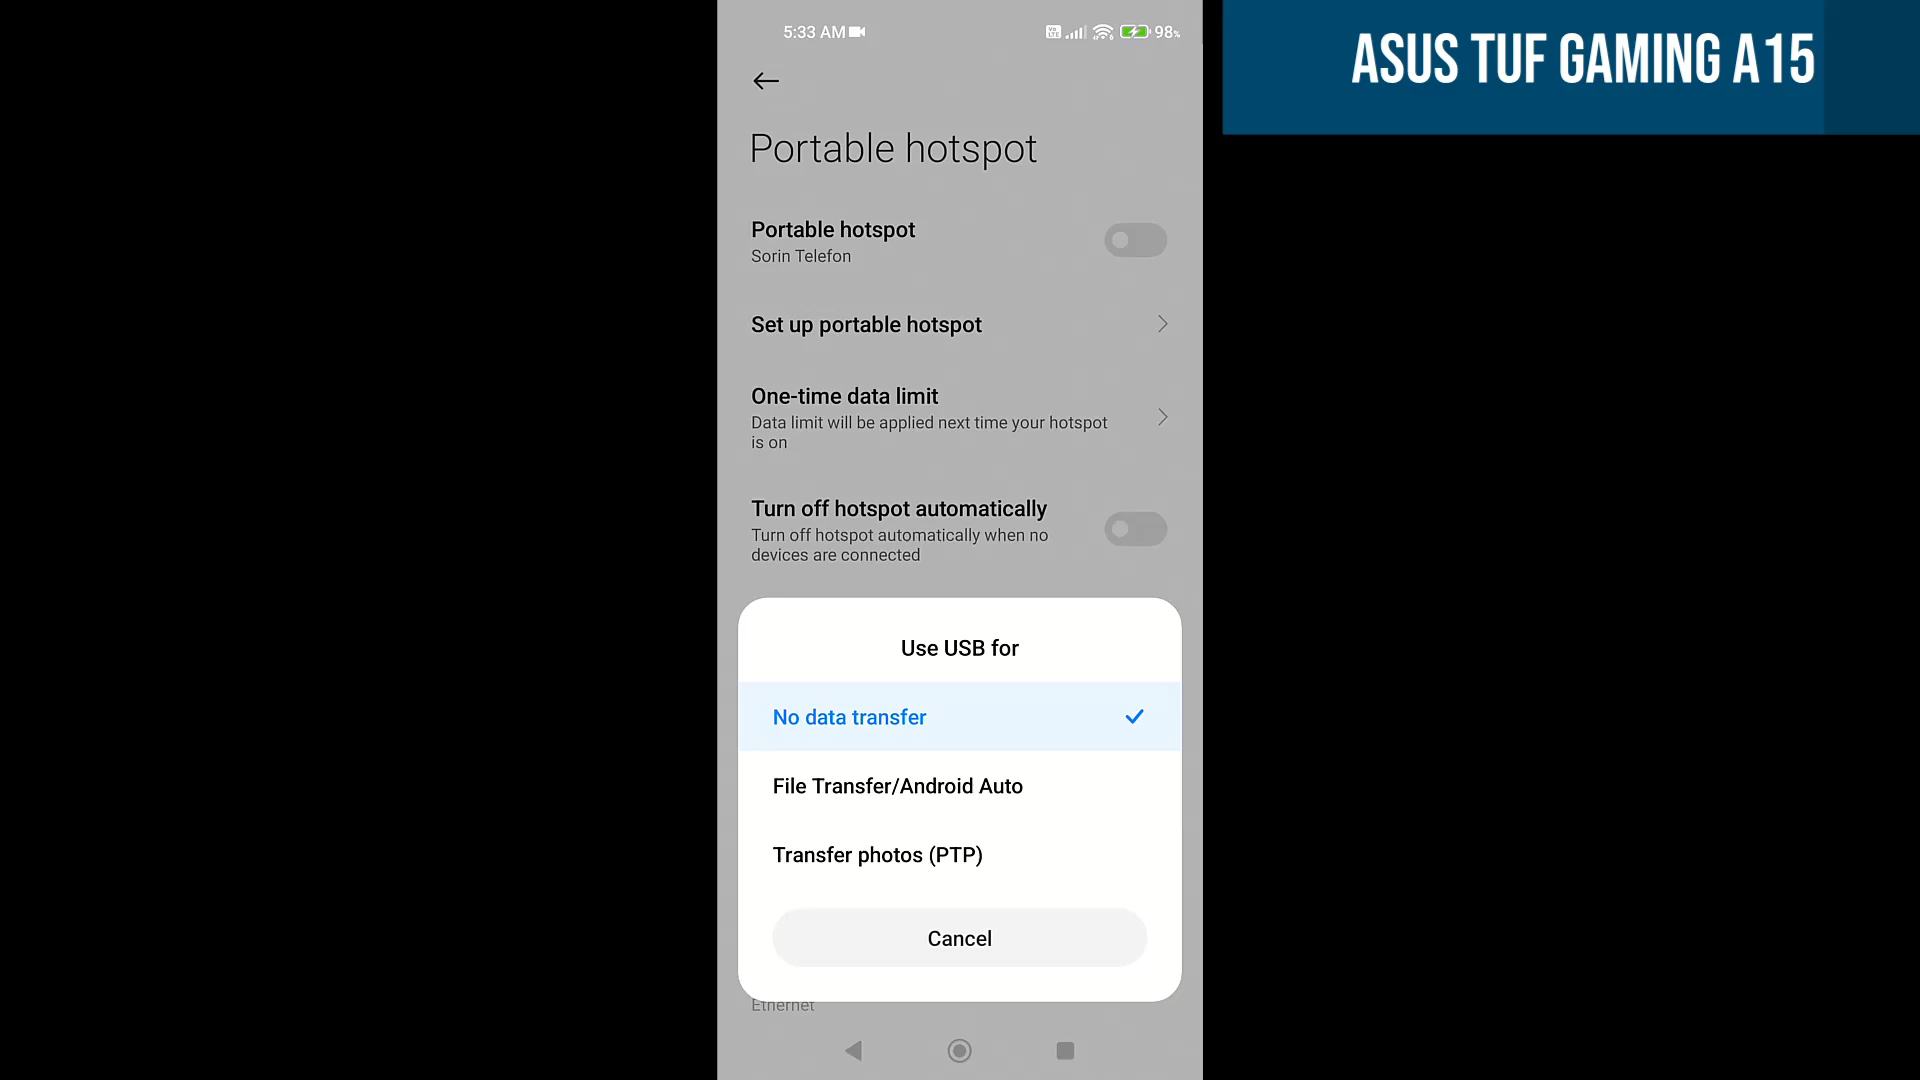 5:33 AM
98%
ASUS TUF GAMING A15
Portable hotspot
Portable hotspot
Sorin Telefon
Set up portable hotspot
One-time data limit
Data limit will be applied next time your hotspot
is on
Turn off hotspot automatically
Turn off hotspot automatically when no
devices are connected
Use USB for
No data transfer
File Transfer/Android Auto
Transfer photos (PTP)
Cancel
Ethernet